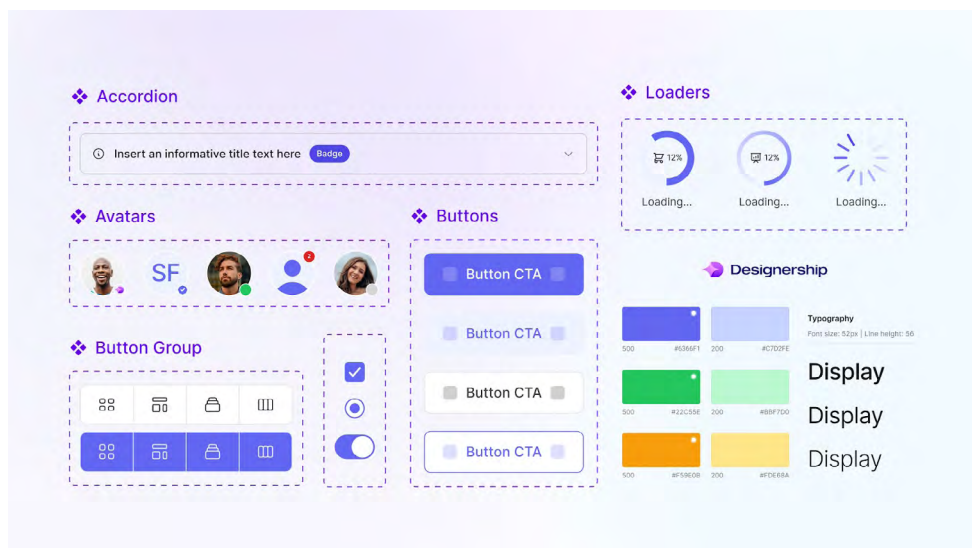 Accordion
Insert an informative title text here Badge
Avatars
SF
2
Button Group
Buttons
Button CTA
Button CTA
Button CTA
Button CTA
Loaders
12%
12%
Loading...
Loading...
Loading...
Designership
500 #6366F1
200 #C7D2FE
500 #22C55E
200 #BBF7D0
500 #F59E0B
200 #FDE68A
Typography
Font size: 52px | Line height: 56
Display
Display
Display